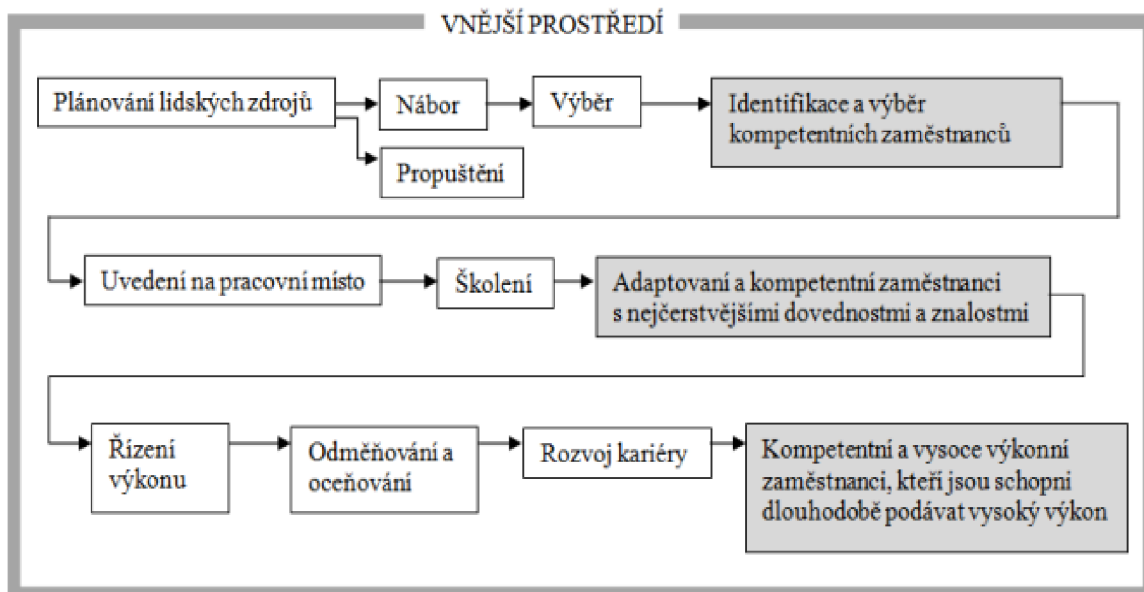 VNĚJŠÍ PROSTŘEDÍ
Plánování lidských zdrojů
Nábor
Výběr
Identifikace a výběr
kompetentních zaměstnanců
Propuštění
Uvedení na pracovní místo
Školení
Adaptovaní a kompetentní zaměstnanci
s nejčerstvějšími dovednostmi a znalostmi
Řízení
výkonu
Odměňování a
oceňování
Rozvoj kariéry
Kompetentní a vysoce výkonní
zaměstnanci, kteří jsou schopni
dlouhodobě podávat vysoký výkon